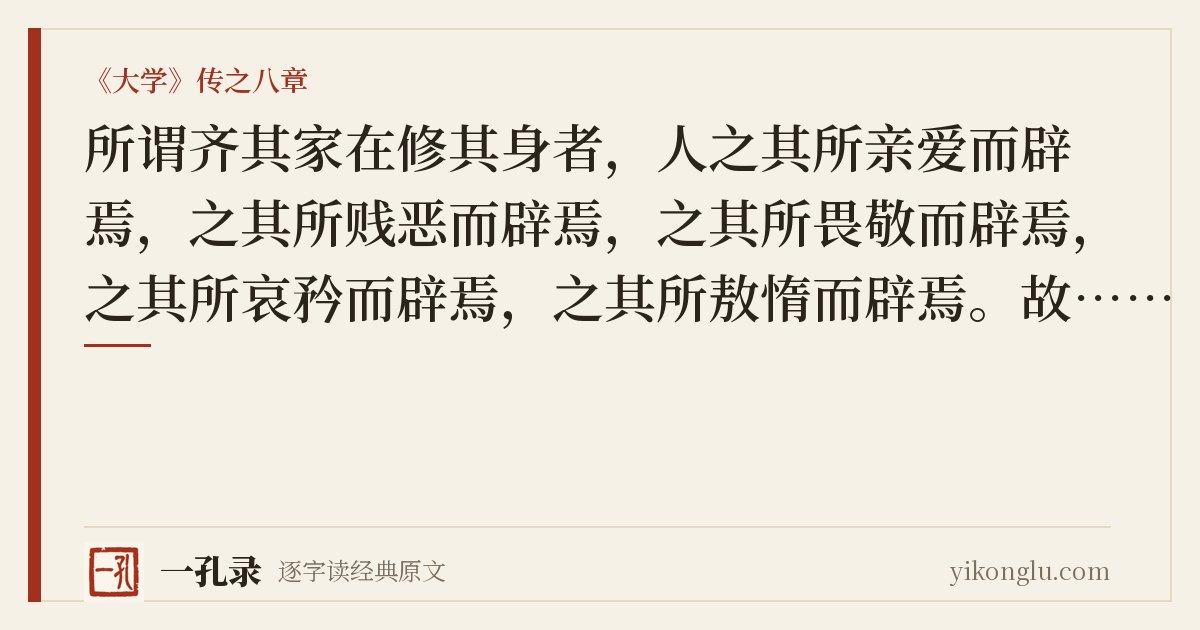 《大学》传之八章
所谓齐其家在修其身者，人之其所亲爱而辟
焉，之其所贱恶而辟焉，之其所畏敬而辟焉，
之其所哀矜而辟焉，之其所敖惰而辟焉。故……
一孔
一孔录 逐字读经典原文 yikonglu.com